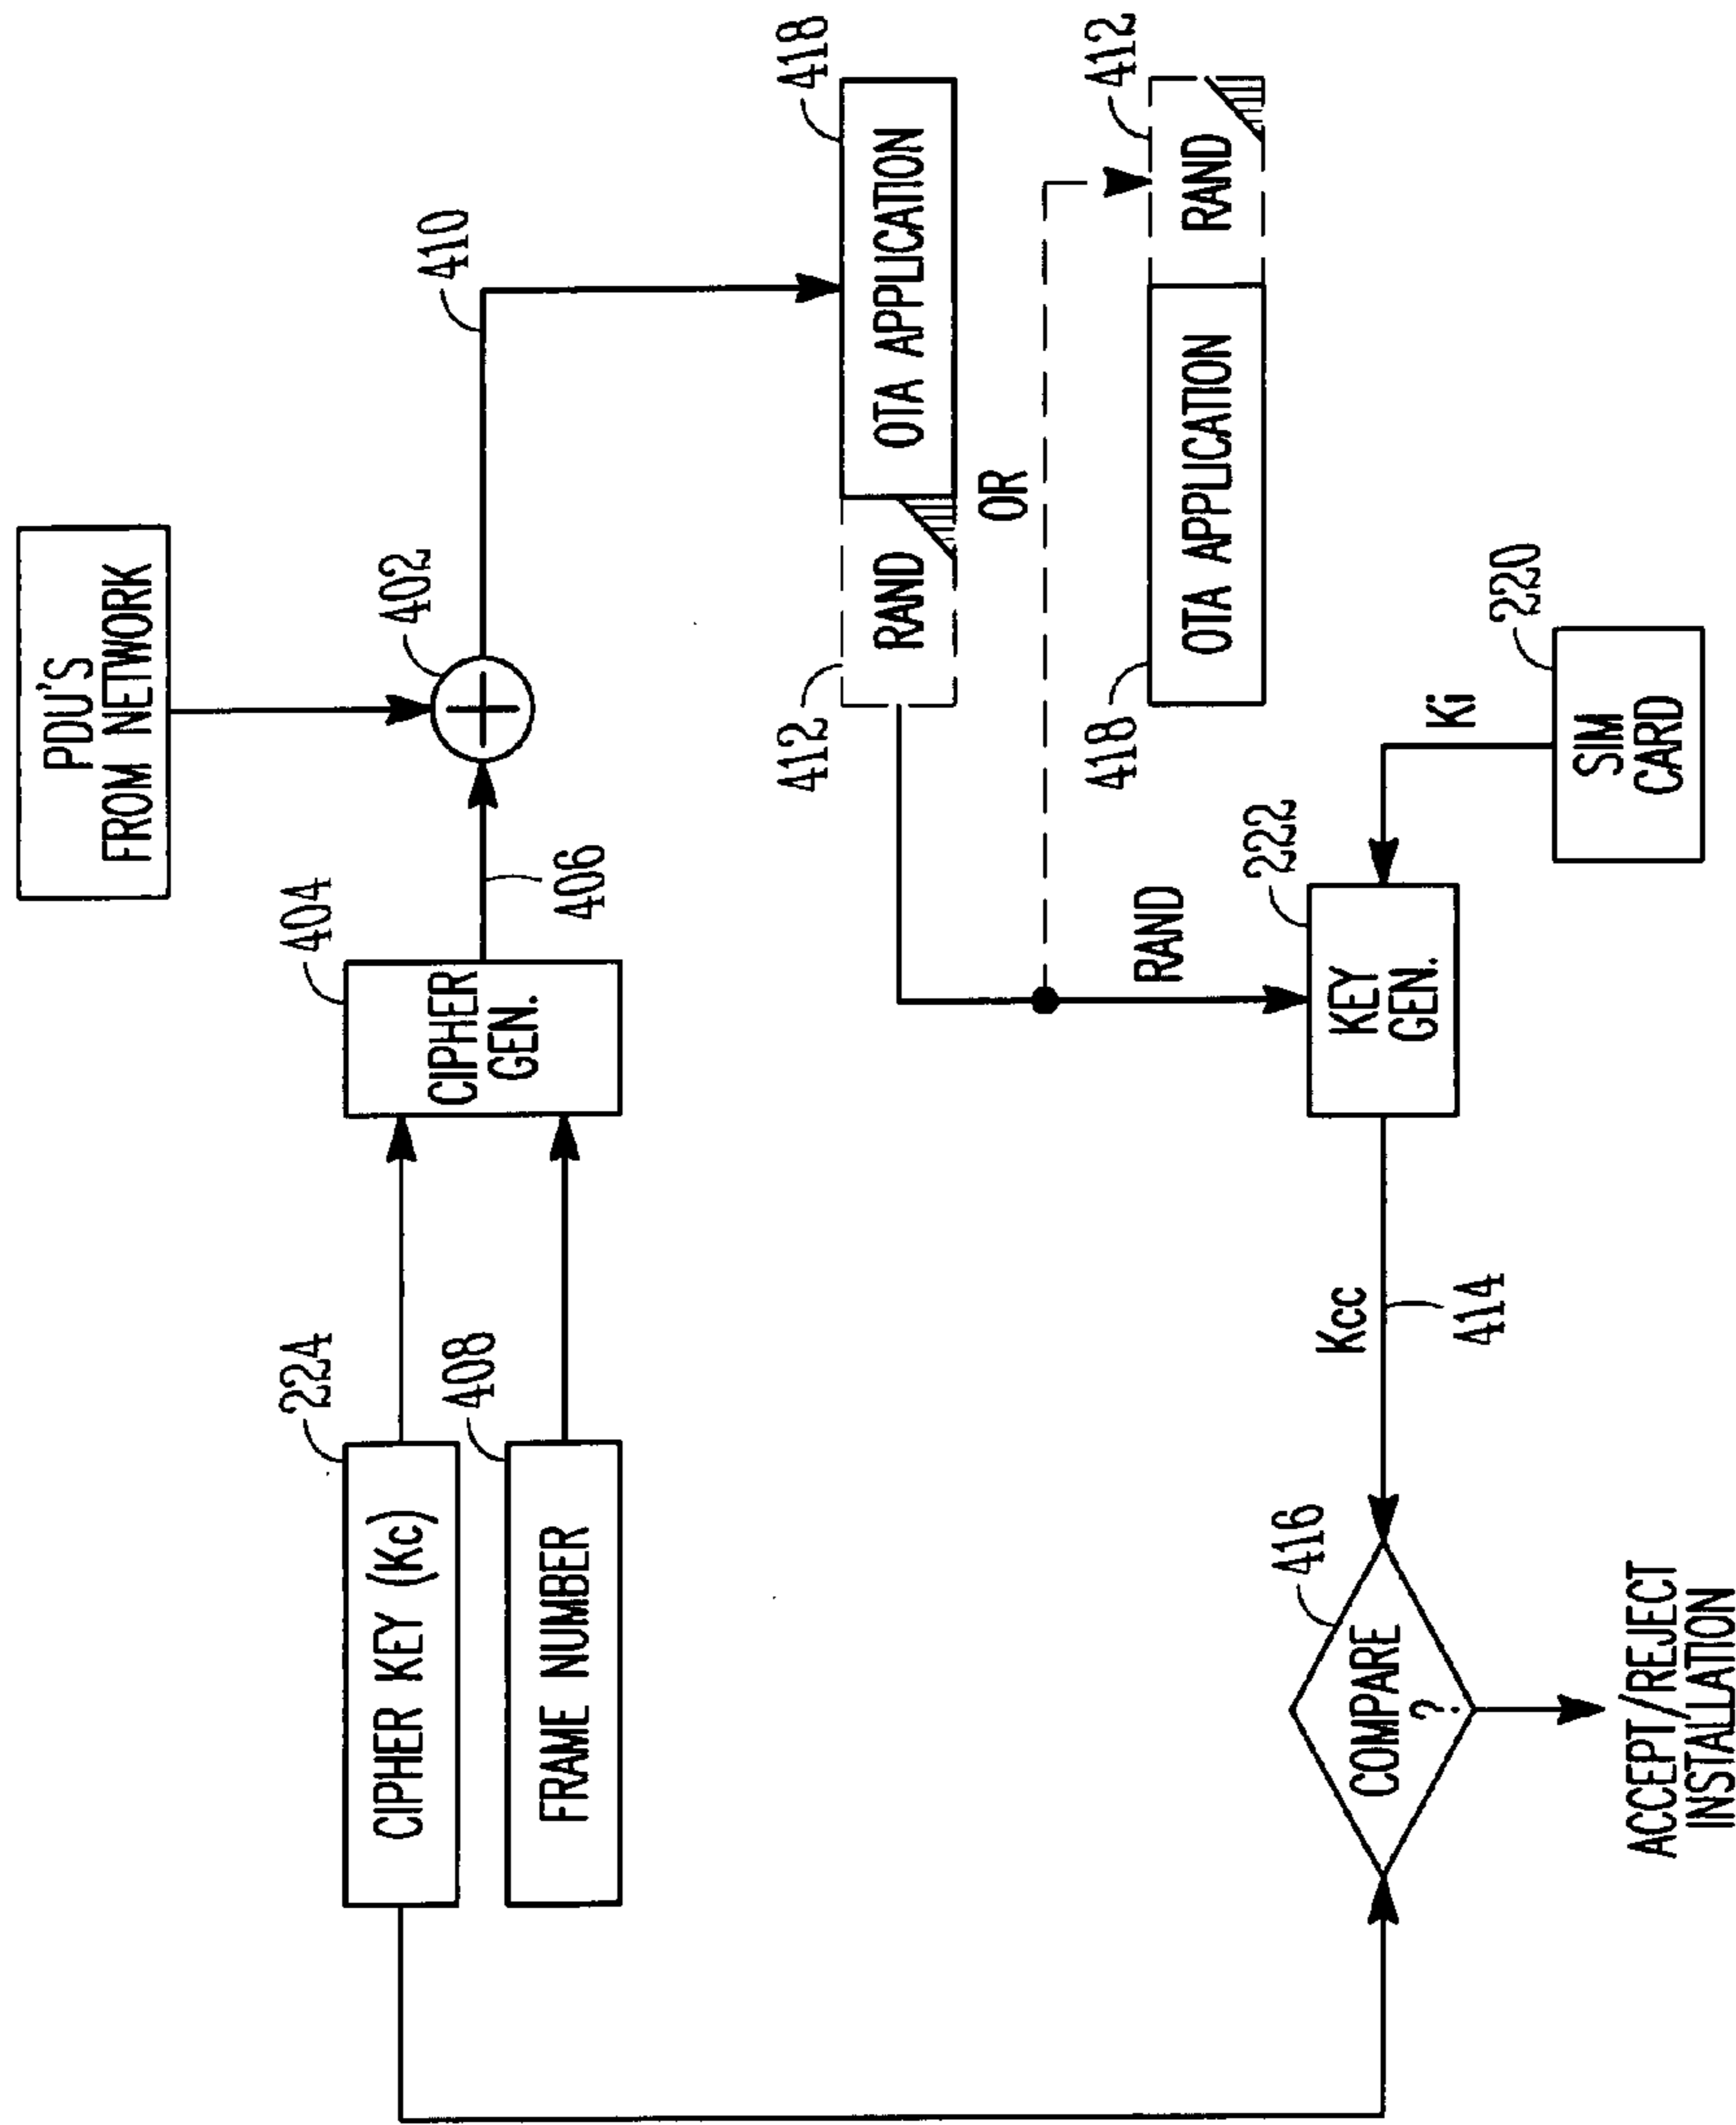 PDU'S
FROM NETWORK
224
404
402
410
CIPHER KEY (Kc)
CIPHER
GEN.
406
408
FRAME NUMBER
412
418
RAND
OTA APPLICATION
OR
418
412
OTA APPLICATION
RAND
RAND
222
Ki
220
KEY
GEN.
SIM
CARD
Kcc
414
416
COMPARE
?
ACCEPT/REJECT
INSTALLATION